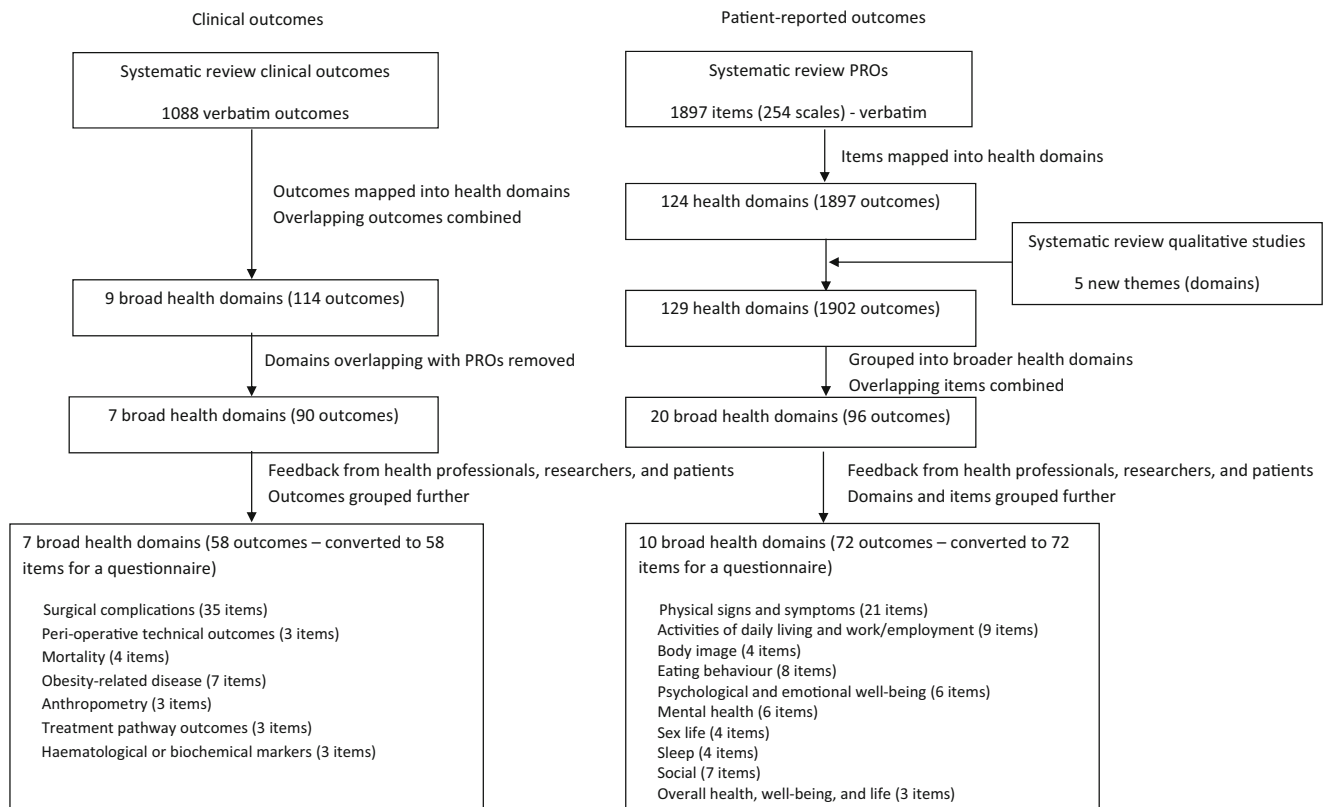 Clinical outcomes
Systematic review clinical outcomes
1088 verbatim outcomes
Outcomes mapped into health domains
Overlapping outcomes combined
9 broad health domains (114 outcomes)
Domains overlapping with PROs removed
7 broad health domains (90 outcomes)
Feedback from health professionals, researchers, and patients
Outcomes grouped further
7 broad health domains (58 outcomes – converted to 58
items for a questionnaire)
Surgical complications (35 items)
Peri-operative technical outcomes (3 items)
Mortality (4 items)
Obesity-related disease (7 items)
Anthropometry (3 items)
Treatment pathway outcomes (3 items)
Haematological or biochemical markers (3 items)
Patient-reported outcomes
Systematic review PROs
1897 items (254 scales) - verbatim
Items mapped into health domains
124 health domains (1897 outcomes)
Systematic review qualitative studies
5 new themes (domains)
129 health domains (1902 outcomes)
Grouped into broader health domains
Overlapping items combined
20 broad health domains (96 outcomes)
Feedback from health professionals, researchers, and patients
Domains and items grouped further
10 broad health domains (72 outcomes – converted to 72
items for a questionnaire)
Physical signs and symptoms (21 items)
Activities of daily living and work/employment (9 items)
Body image (4 items)
Eating behaviour (8 items)
Psychological and emotional well-being (6 items)
Mental health (6 items)
Sex life (4 items)
Sleep (4 items)
Social (7 items)
Overall health, well-being, and life (3 items)